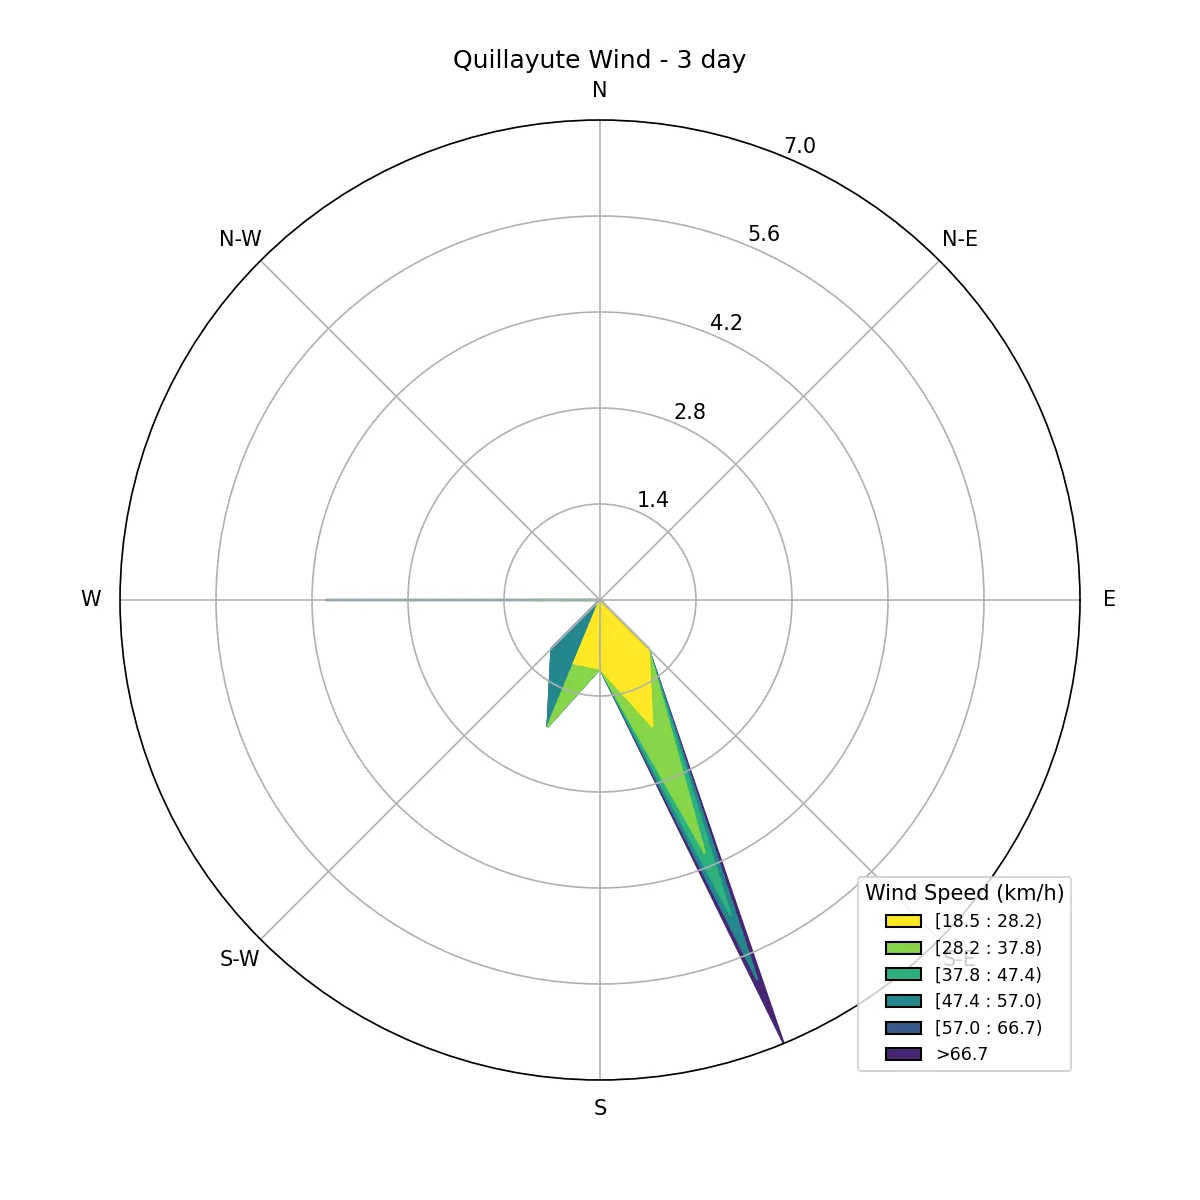 Quillayute Wind - 3 day
N
7.0
N-W
5.6
N-E
4.2
2.8
1.4
W
E
S-W
S-E
Wind Speed (km/h)
[18.5 : 28.2)
[28.2 : 37.8)
[37.8 : 47.4)
[47.4 : 57.0)
[57.0 : 66.7)
>66.7
S